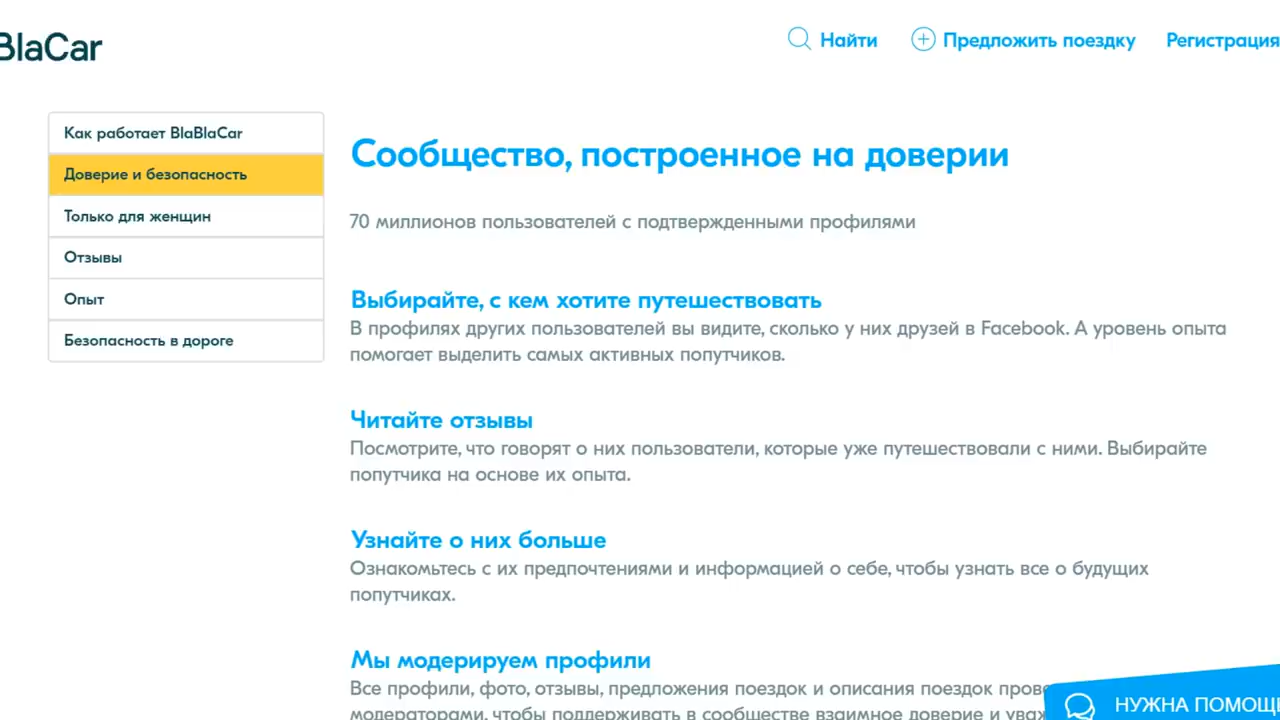 BlaCar
Найти
Предложить поездку
Регистрация
Как работает BlaBlaCar
Доверие и безопасность
Только для женщин
Отзывы
Опыт
Безопасность в дороге
Сообщество, построенное на доверии
70 миллионов пользователей с подтвержденными профилями
Выбирайте, с кем хотите путешествовать
В профилях других пользователей вы видите, сколько у них друзей в Facebook. А уровень опыта
помогает выделить самых активных попутчиков.
Читайте отзывы
Посмотрите, что говорят о них пользователи, которые уже путешествовали с ними. Выбирайте
попутчика на основе их опыта.
Узнайте о них больше
Ознакомьтесь с их предпочтениями и информацией о себе, чтобы узнать все о будущих
попутчиках.
Мы модерируем профили
Все профили, фото, отзывы, предложения поездок и описания поездок прове
модераторами, чтобы поддерживать в сообществе взаимное доверие и уваж
НУЖНА ПОМОЩЬ